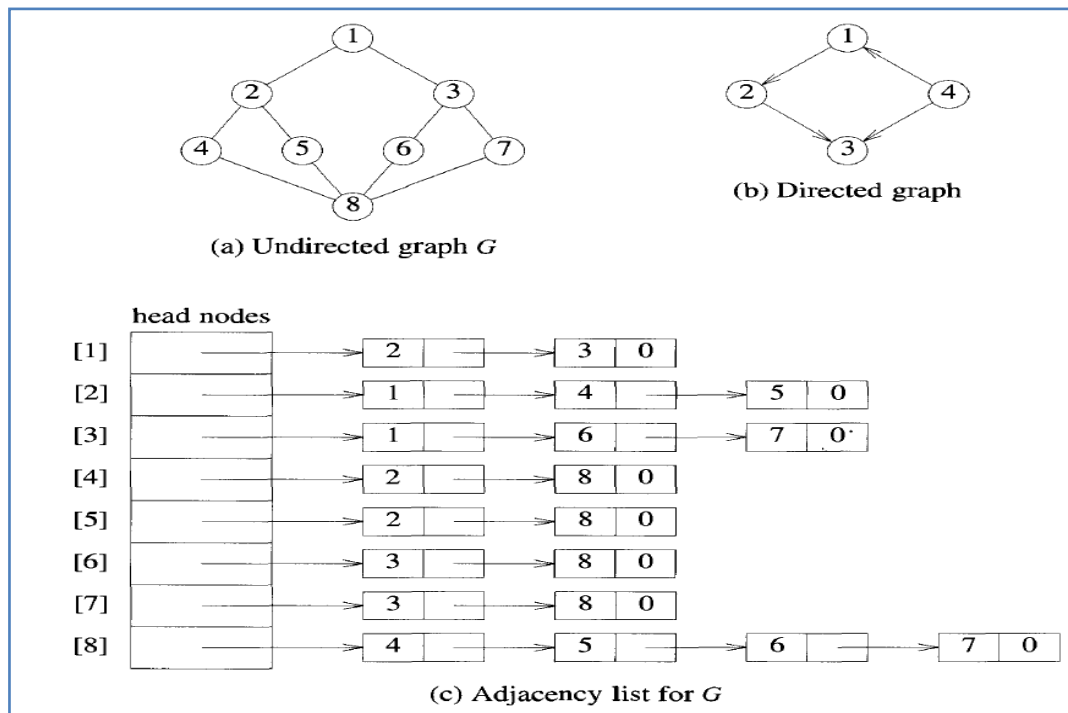 1
2 3
4 5 6 7
8
(a) Undirected graph G
1
2 4
3
(b) Directed graph
head nodes
[1] 2 3 0
[2] 1 4 5 0
[3] 1 6 7 0
[4] 2 8 0
[5] 2 8 0
[6] 3 8 0
[7] 3 8 0
[8] 4 5 6 7 0
(c) Adjacency list for G